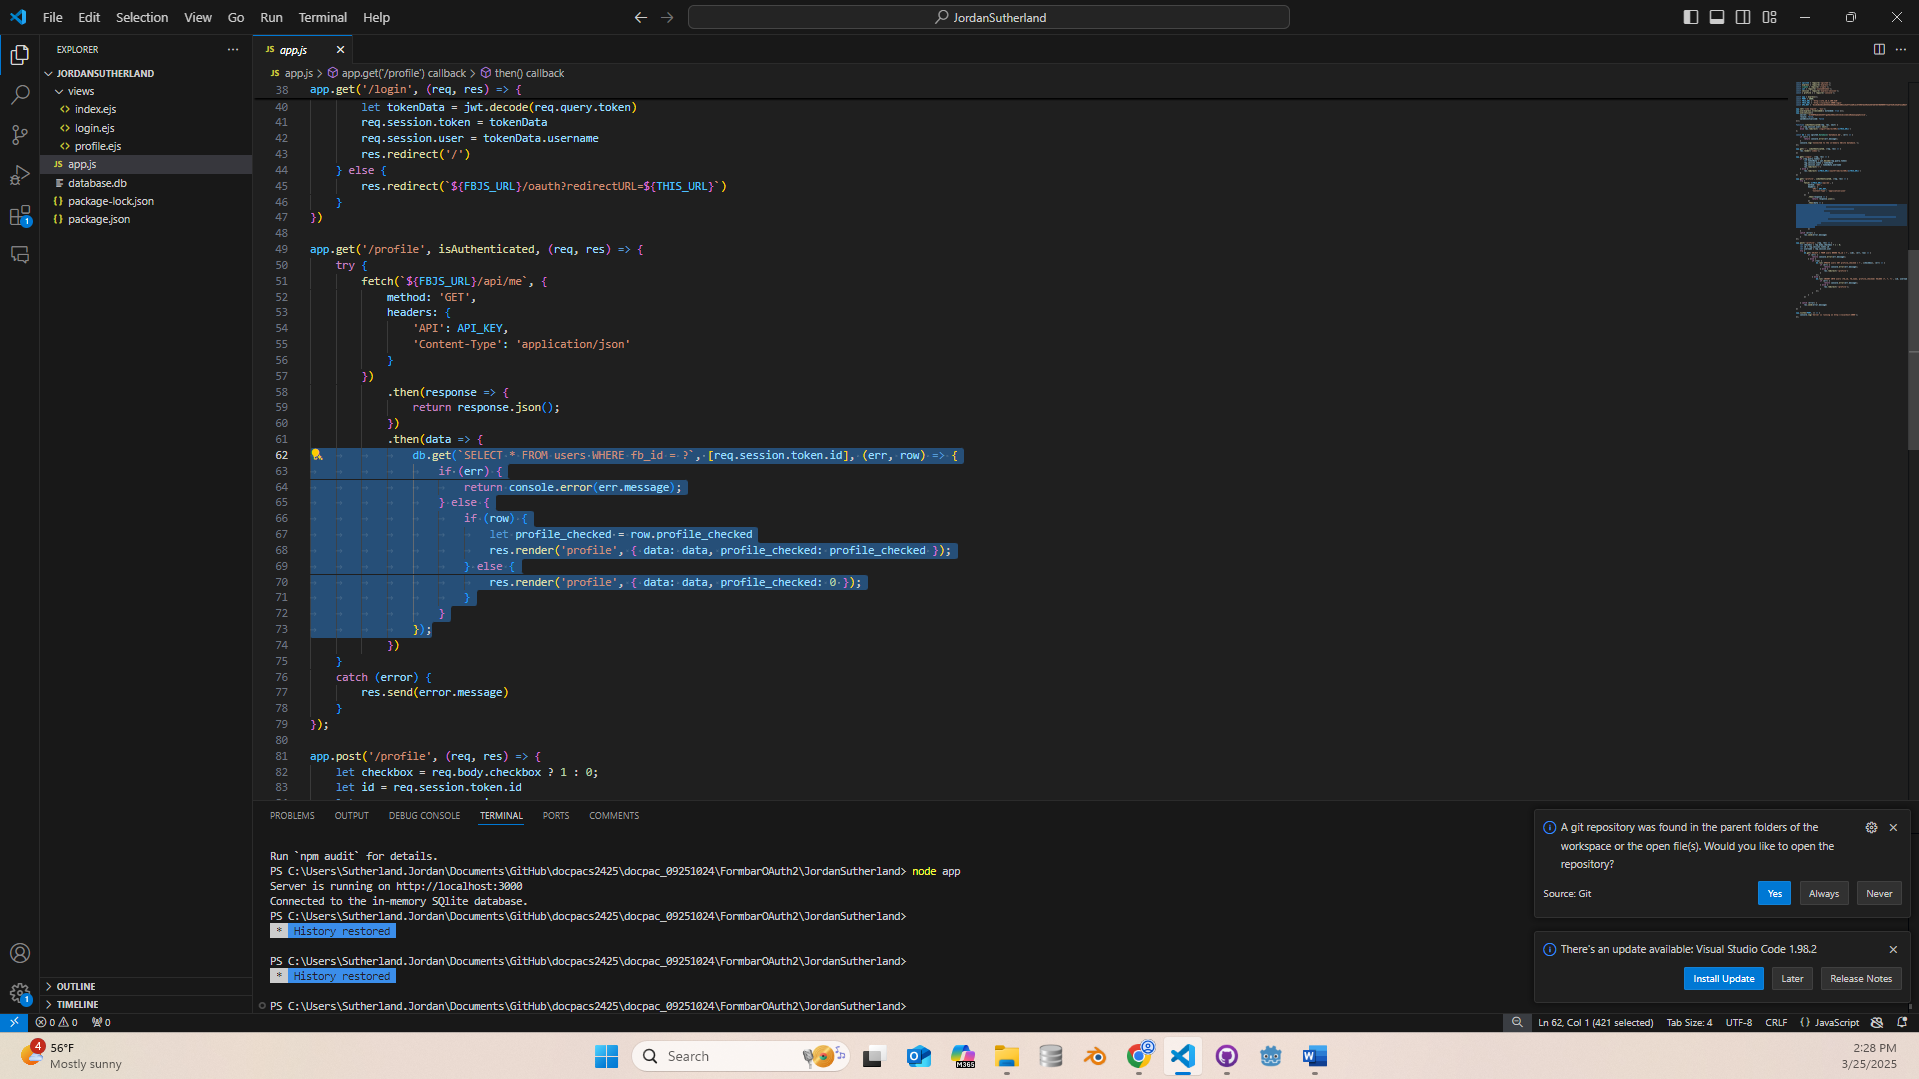 File Edit Selection View Go Run Terminal Help
JordanSutherland
EXPLORER
JORDANSUTHERLAND
views
index.ejs
login.ejs
profile.ejs
JS app.js
database.db
{} package-lock.json
{} package.json
OUTLINE
TIMELINE
JS app.js
JS app.js > app.get('/profile') callback > then() callback
38 app.get('/login', (req, res) => {
40 let tokenData = jwt.decode(req.query.token)
41 req.session.token = tokenData
42 req.session.user = tokenData.username
43 res.redirect('/')
44 } else {
45 res.redirect(`${FBJS_URL}/oauth?redirectURL=${THIS_URL}`)
46 }
47 })
48
49 app.get('/profile', isAuthenticated, (req, res) => {
50 try {
51 fetch(`${FBJS_URL}/api/me`, {
52 method: 'GET',
53 headers: {
54 'API': API_KEY,
55 'Content-Type': 'application/json'
56 }
57 })
58 .then(response => {
59 return response.json();
60 })
61 .then(data => {
62 db.get(`SELECT * FROM users WHERE fb_id = ?`, [req.session.token.id], (err, row) => {
63 if (err) {
64 return console.error(err.message);
65 } else {
66 if (row) {
67 let profile_checked = row.profile_checked
68 res.render('profile', { data: data, profile_checked: profile_checked });
69 } else {
70 res.render('profile', { data: data, profile_checked: 0 });
71 }
72 }
73 });
74 })
75 }
76 catch (error) {
77 res.send(error.message)
78 }
79 });
80
81 app.post('/profile', (req, res) => {
82 let checkbox = req.body.checkbox ? 1 : 0;
83 let id = req.session.token.id
PROBLEMS OUTPUT DEBUG CONSOLE TERMINAL PORTS COMMENTS
Run `npm audit` for details.
PS C:\Users\Sutherland.Jordan\Documents\GitHub\docpacs2425\docpac_09251024\FormbarOAuth2\JordanSutherland> node app
Server is running on http://localhost:3000
Connected to the in-memory SQlite database.
PS C:\Users\Sutherland.Jordan\Documents\GitHub\docpacs2425\docpac_09251024\FormbarOAuth2\JordanSutherland>
* History restored
PS C:\Users\Sutherland.Jordan\Documents\GitHub\docpacs2425\docpac_09251024\FormbarOAuth2\JordanSutherland>
* History restored
PS C:\Users\Sutherland.Jordan\Documents\GitHub\docpacs2425\docpac_09251024\FormbarOAuth2\JordanSutherland>
A git repository was found in the parent folders of the
workspace or the open file(s). Would you like to open the
repository?
Source: Git
Yes Always Never
There's an update available: Visual Studio Code 1.98.2
Install Update Later Release Notes
0 0 0
Ln 62, Col 1 (421 selected) Tab Size: 4 UTF-8 CRLF {} JavaScript
4
56°F
Mostly sunny
Search
M365
2:28 PM
3/25/2025